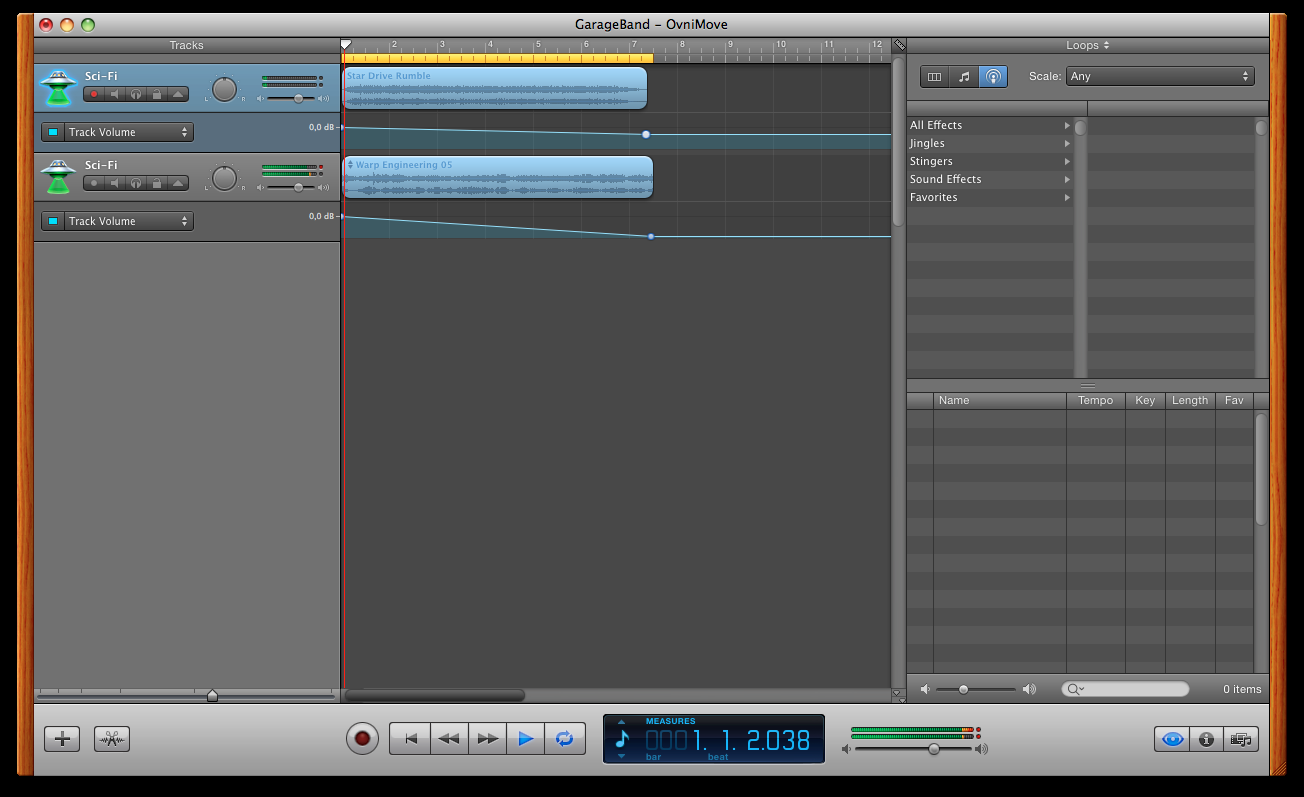 GarageBand – OvniMove
Tracks
2 3 4 5 6 7 8 9 10 11 12
Loops
Sci-Fi
L R
Star Drive Rumble
Scale: Any
Track Volume
0,0 dB
All Effects
Jingles
Stingers
Sound Effects
Favorites
Sci-Fi
L R
Warp Engineering 05
Track Volume
0,0 dB
Name Tempo Key Length Fav
0 items
MEASURES
1. 1. 2.038
bar beat